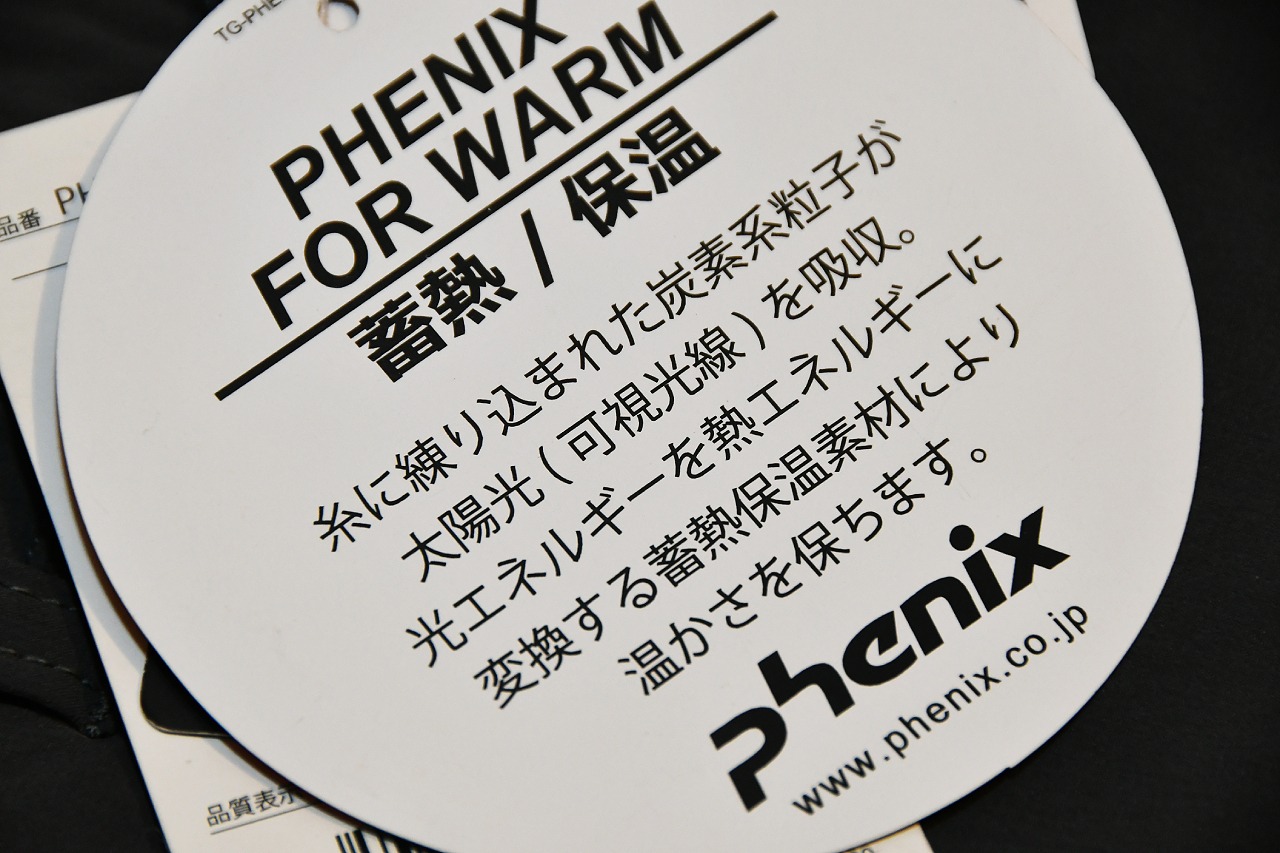 TG-PHE
PHENIX
FOR WARM
蓄熱 / 保温
糸に練り込まれた炭素系粒子が
太陽光 ( 可視光線 ) を吸収。
光エネルギーを熱エネルギーに
変換する蓄熱保温素材により
温かさを保ちます。
phenix
www.phenix.co.jp
品番 PH
品質表示